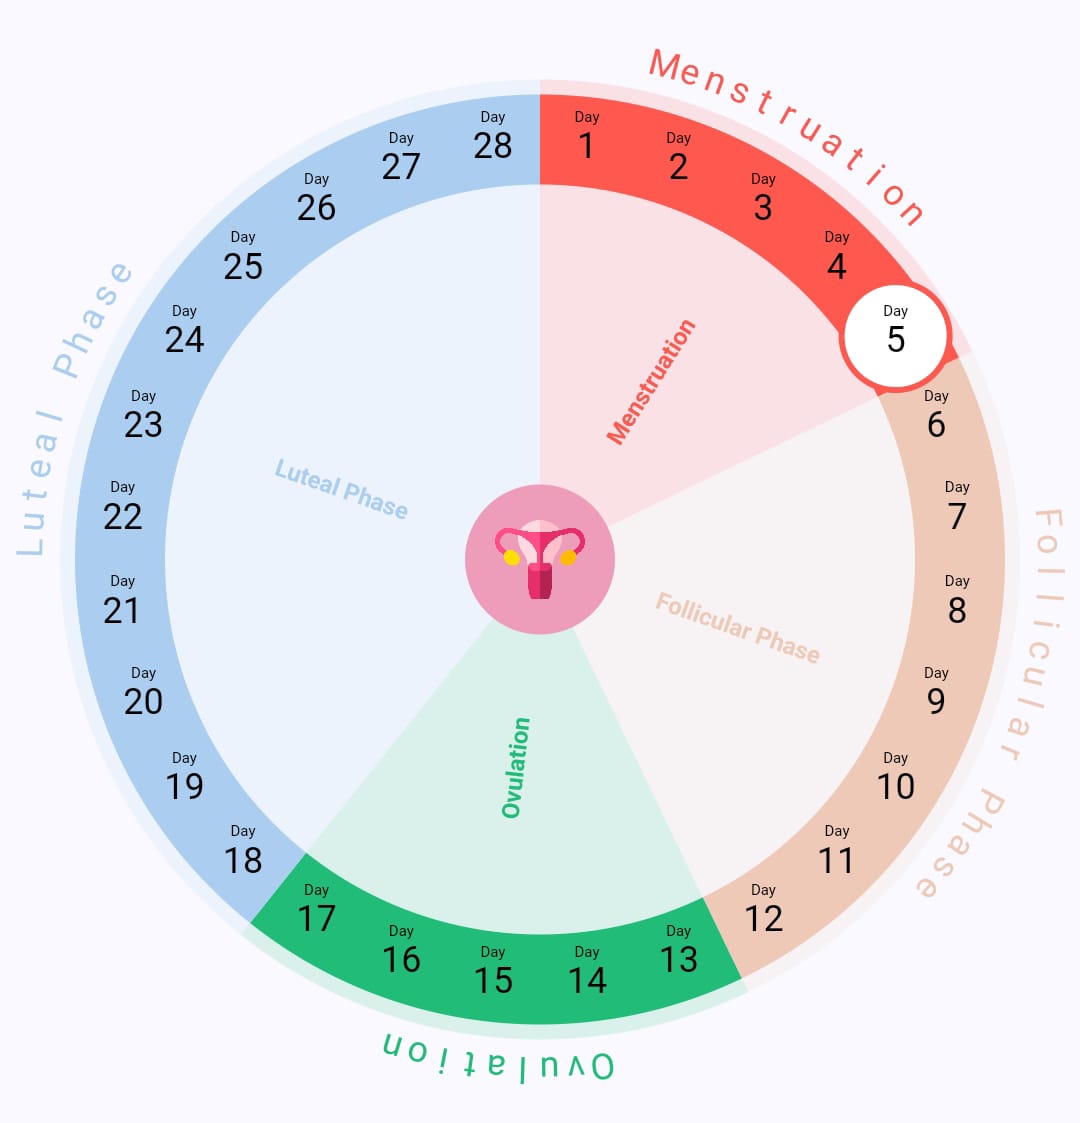 Menstruation
Day
1
Day
2
Day
3
Day
4
Day
5
Day
6
Day
7
Day
8
Day
9
Day
10
Day
11
Day
12
Day
13
Day
14
Day
15
Day
16
Day
17
Day
18
Day
19
Day
20
Day
21
Day
22
Day
23
Day
24
Day
25
Day
26
Day
27
Day
28
Follicular Phase
Ovulation
Luteal Phase
Menstruation
Follicular Phase
Ovulation
Luteal Phase